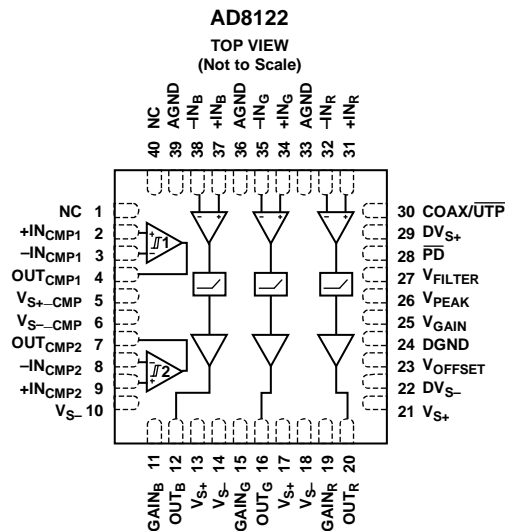 AD8122
TOP VIEW
(Not to Scale)
40 NC
39 AGND
38 –IN_B
37 +IN_B
36 AGND
35 –IN_G
34 +IN_G
33 AGND
32 –IN_R
31 +IN_R
NC 1
+IN_CMP1 2
–IN_CMP1 3
OUT_CMP1 4
V_S+_CMP 5
V_S–_CMP 6
OUT_CMP2 7
–IN_CMP2 8
+IN_CMP2 9
V_S– 10
+
–
1
–
+
2
– +
– +
– +
30 COAX/U̅T̅P̅
29 DV_S+
28 P̅D̅
27 V_FILTER
26 V_PEAK
25 V_GAIN
24 DGND
23 V_OFFSET
22 DV_S–
21 V_S+
GAIN_B 11
OUT_B 12
V_S+ 13
V_S– 14
GAIN_G 15
OUT_G 16
V_S+ 17
V_S– 18
GAIN_R 19
OUT_R 20